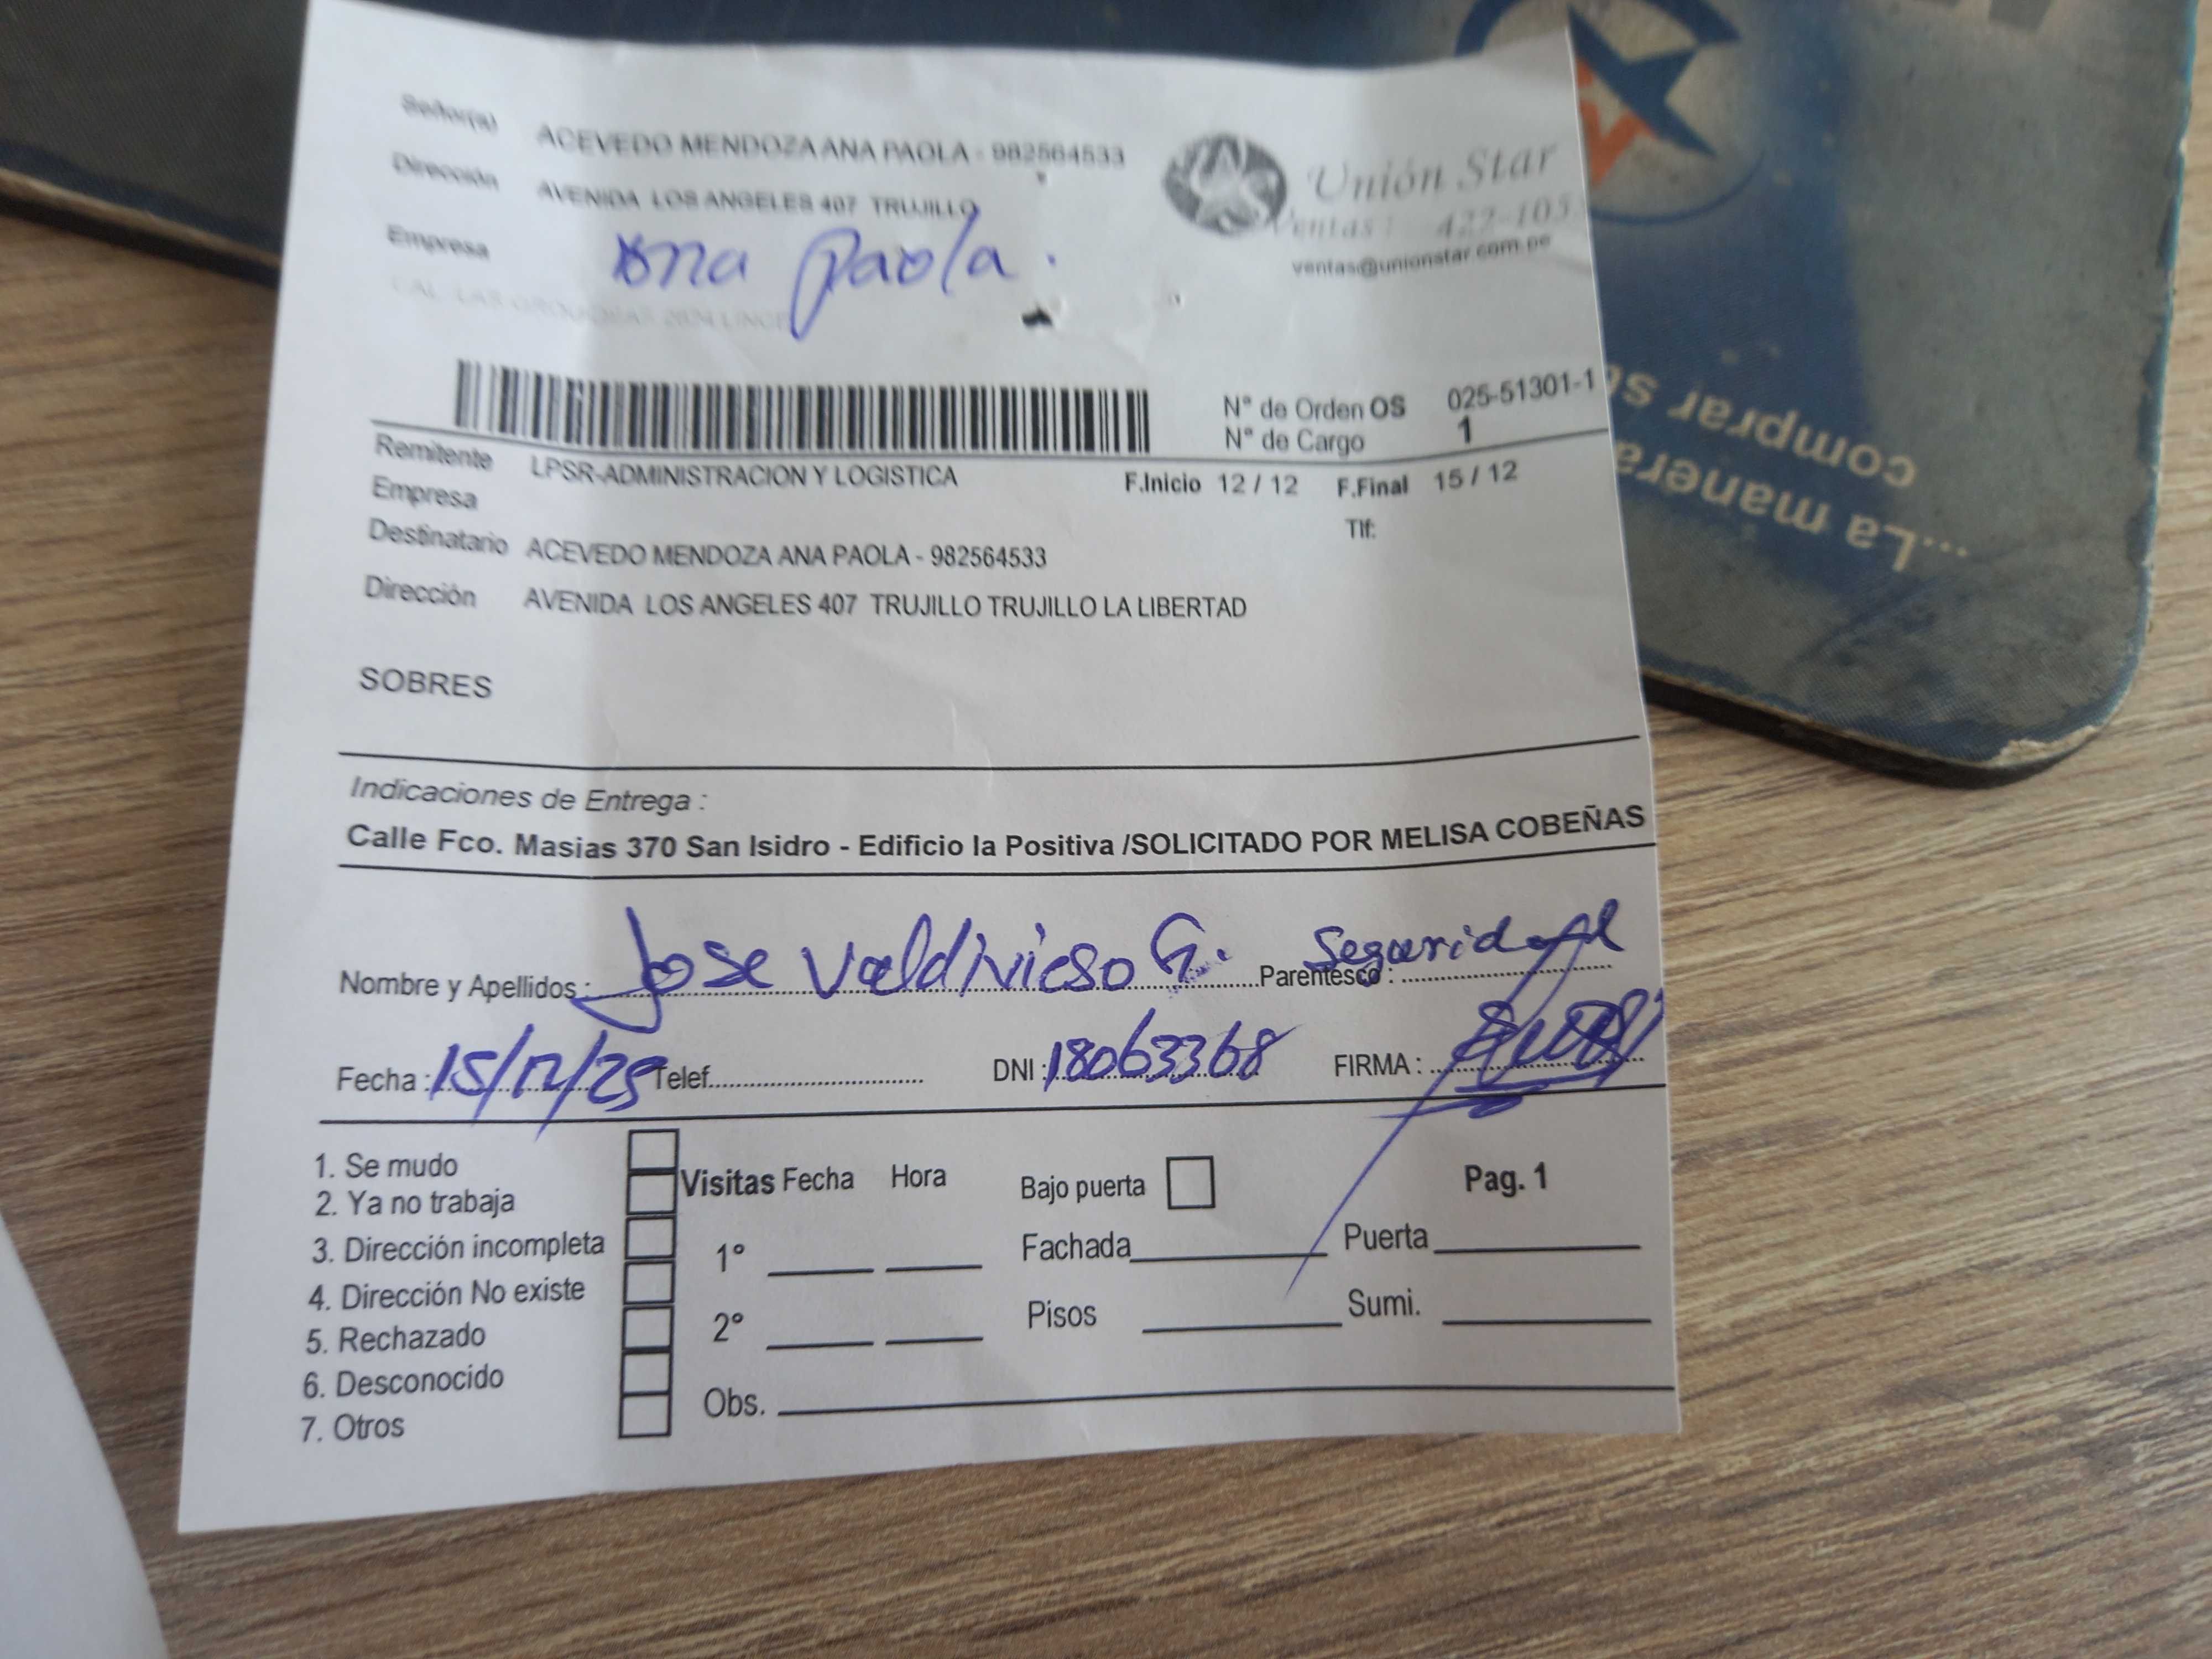 Señor(a) ACEVEDO MENDOZA ANA PAOLA - 982564533
Dirección AVENIDA LOS ANGELES 407 TRUJILLO
Empresa
Ana Paola.
Unión Star
Ventas: 422-105
ventas@unionstar.com.pe
N° de Orden OS 025-51301-1
N° de Cargo 1
Remitente LPSR-ADMINISTRACION Y LOGISTICA
F.Inicio 12 / 12 F.Final 15 / 12
Empresa
Tlf:
Destinatario ACEVEDO MENDOZA ANA PAOLA - 982564533
Dirección AVENIDA LOS ANGELES 407 TRUJILLO TRUJILLO LA LIBERTAD
SOBRES
Indicaciones de Entrega :
Calle Fco. Masias 370 San Isidro - Edificio la Positiva /SOLICITADO POR MELISA COBEÑAS
Nombre y Apellidos : Jose Valdivieso G. Parentesco : Seguridad
Fecha : 15/12/25 Telef. DNI : 18063368 FIRMA :
1. Se mudo
2. Ya no trabaja
3. Dirección incompleta
4. Dirección No existe
5. Rechazado
6. Desconocido
7. Otros
Visitas Fecha Hora
1°
2°
Obs.
Bajo puerta
Pag. 1
Fachada Puerta
Pisos Sumi.
...La manera
comprar s